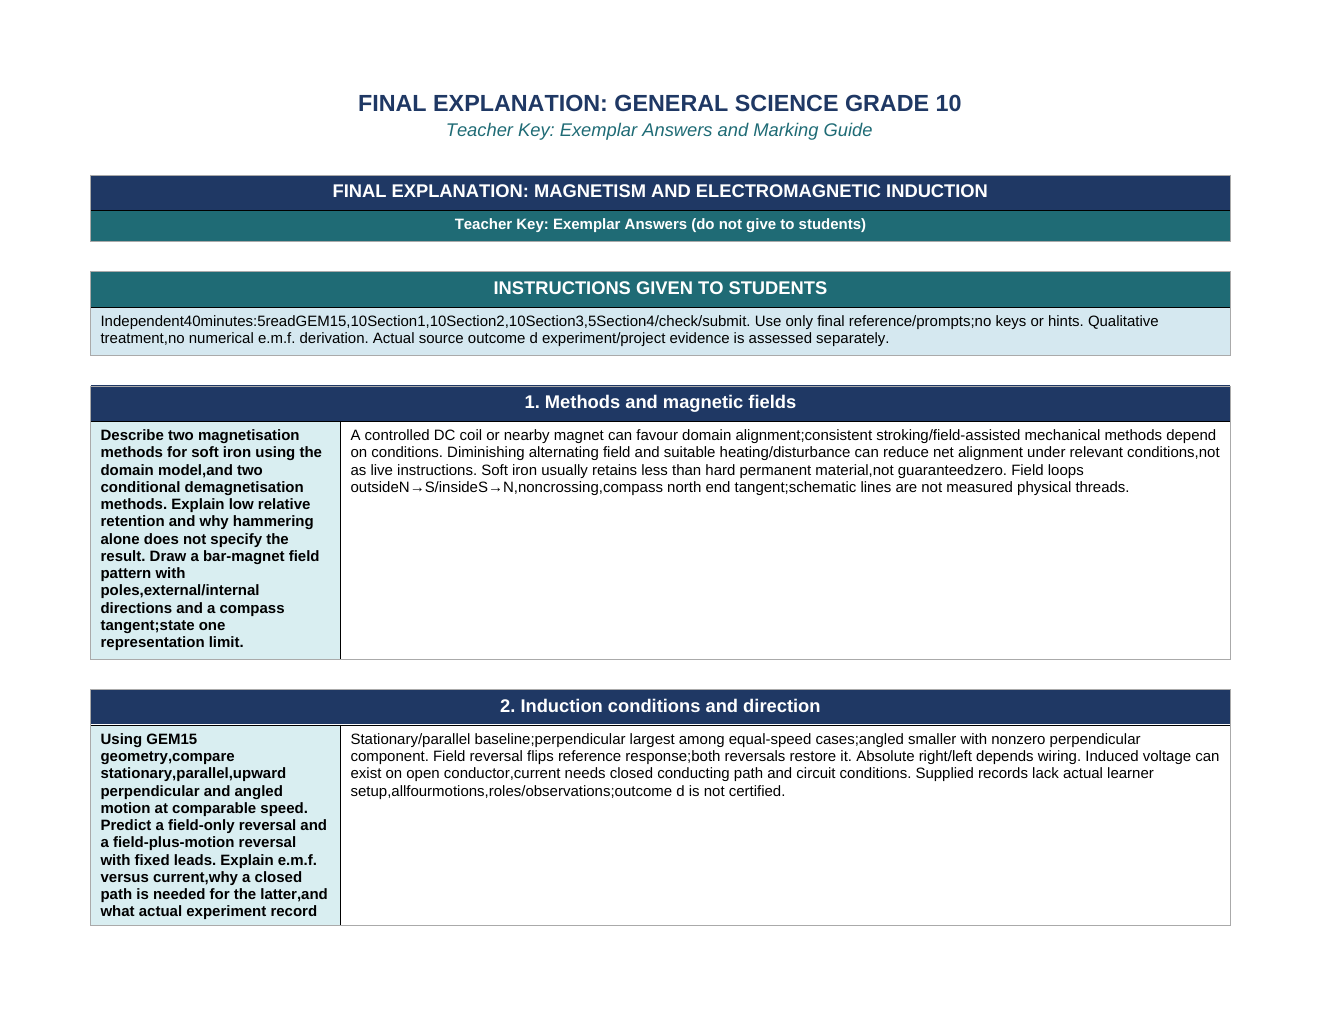 FINAL EXPLANATION: GENERAL SCIENCE GRADE 10
Teacher Key: Exemplar Answers and Marking Guide
FINAL EXPLANATION: MAGNETISM AND ELECTROMAGNETIC INDUCTION
Teacher Key: Exemplar Answers (do not give to students)
INSTRUCTIONS GIVEN TO STUDENTS
Independent40minutes:5readGEM15,10Section1,10Section2,10Section3,5Section4/check/submit. Use only final reference/prompts;no keys or hints. Qualitative
treatment,no numerical e.m.f. derivation. Actual source outcome d experiment/project evidence is assessed separately.
1. Methods and magnetic fields
Describe two magnetisation
methods for soft iron using the
domain model,and two
conditional demagnetisation
methods. Explain low relative
retention and why hammering
alone does not specify the
result. Draw a bar-magnet field
pattern with
poles,external/internal
directions and a compass
tangent;state one
representation limit.
A controlled DC coil or nearby magnet can favour domain alignment;consistent stroking/field-assisted mechanical methods depend
on conditions. Diminishing alternating field and suitable heating/disturbance can reduce net alignment under relevant conditions,not
as live instructions. Soft iron usually retains less than hard permanent material,not guaranteedzero. Field loops
outsideN→S/insideS→N,noncrossing,compass north end tangent;schematic lines are not measured physical threads.
2. Induction conditions and direction
Using GEM15
geometry,compare
stationary,parallel,upward
perpendicular and angled
motion at comparable speed.
Predict a field-only reversal and
a field-plus-motion reversal
with fixed leads. Explain e.m.f.
versus current,why a closed
path is needed for the latter,and
what actual experiment record
Stationary/parallel baseline;perpendicular largest among equal-speed cases;angled smaller with nonzero perpendicular
component. Field reversal flips reference response;both reversals restore it. Absolute right/left depends wiring. Induced voltage can
exist on open conductor,current needs closed conducting path and circuit conditions. Supplied records lack actual learner
setup,allfourmotions,roles/observations;outcome d is not certified.